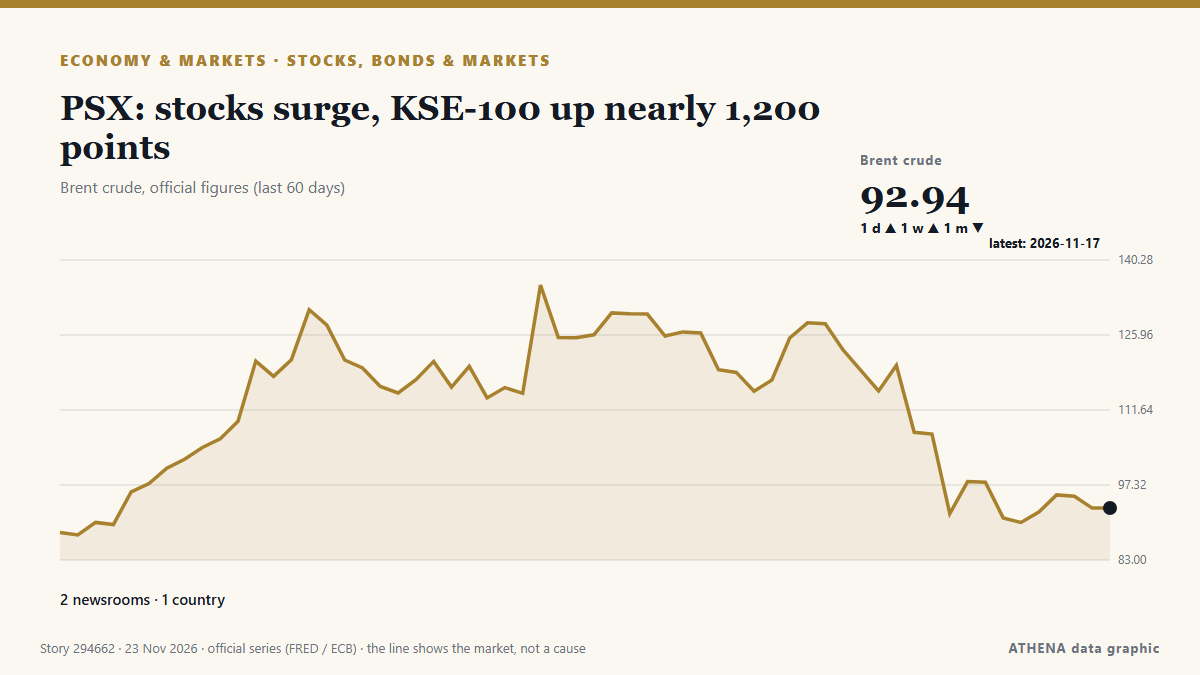 ECONOMY & MARKETS · STOCKS, BONDS & MARKETS
PSX: stocks surge, KSE-100 up nearly 1,200
points
Brent crude, official figures (last 60 days)
Brent crude
92.94
1 d ▲ 1 w ▲ 1 m ▼
latest: 2026-11-17
140.28
125.96
111.64
97.32
83.00
2 newsrooms · 1 country
Story 294662 · 23 Nov 2026 · official series (FRED / ECB) · the line shows the market, not a cause
ATHENA data graphic